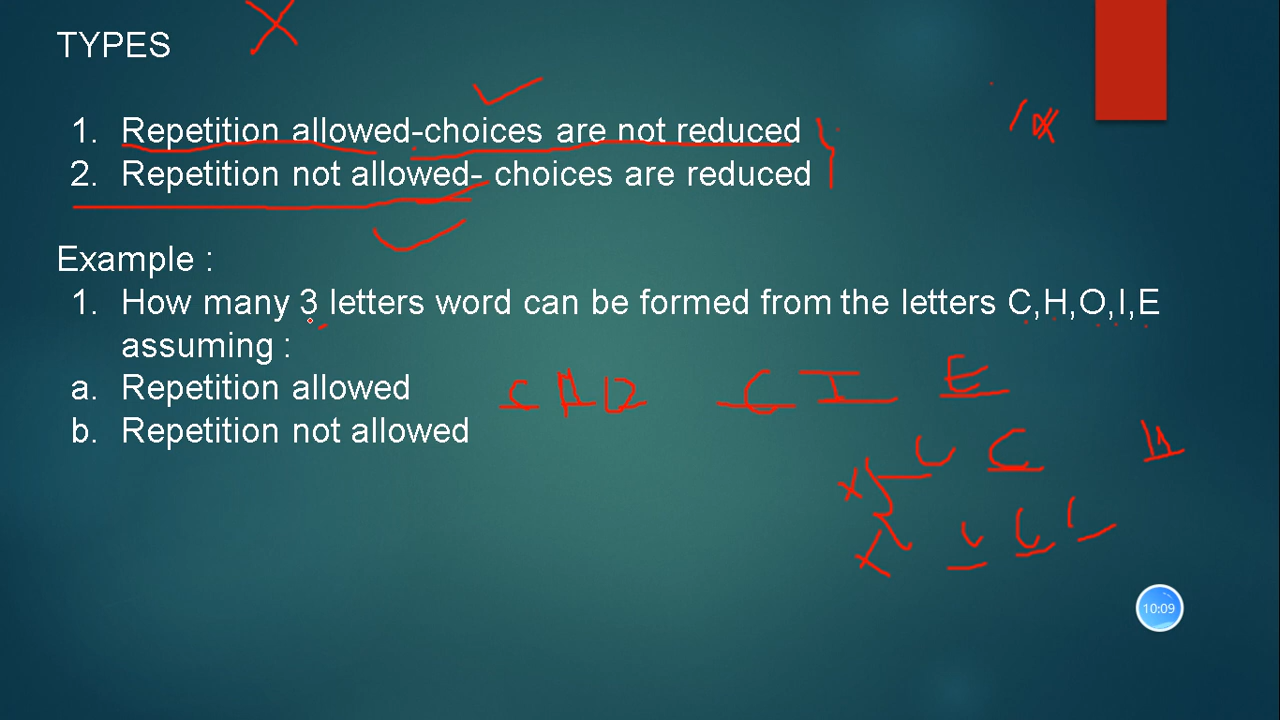 TYPES
1. Repetition allowed-choices are not reduced
2. Repetition not allowed- choices are reduced
Example :
1. How many 3 letters word can be formed from the letters C,H,O,I,E
assuming :
a. Repetition allowed
b. Repetition not allowed
C I E
C
10:09